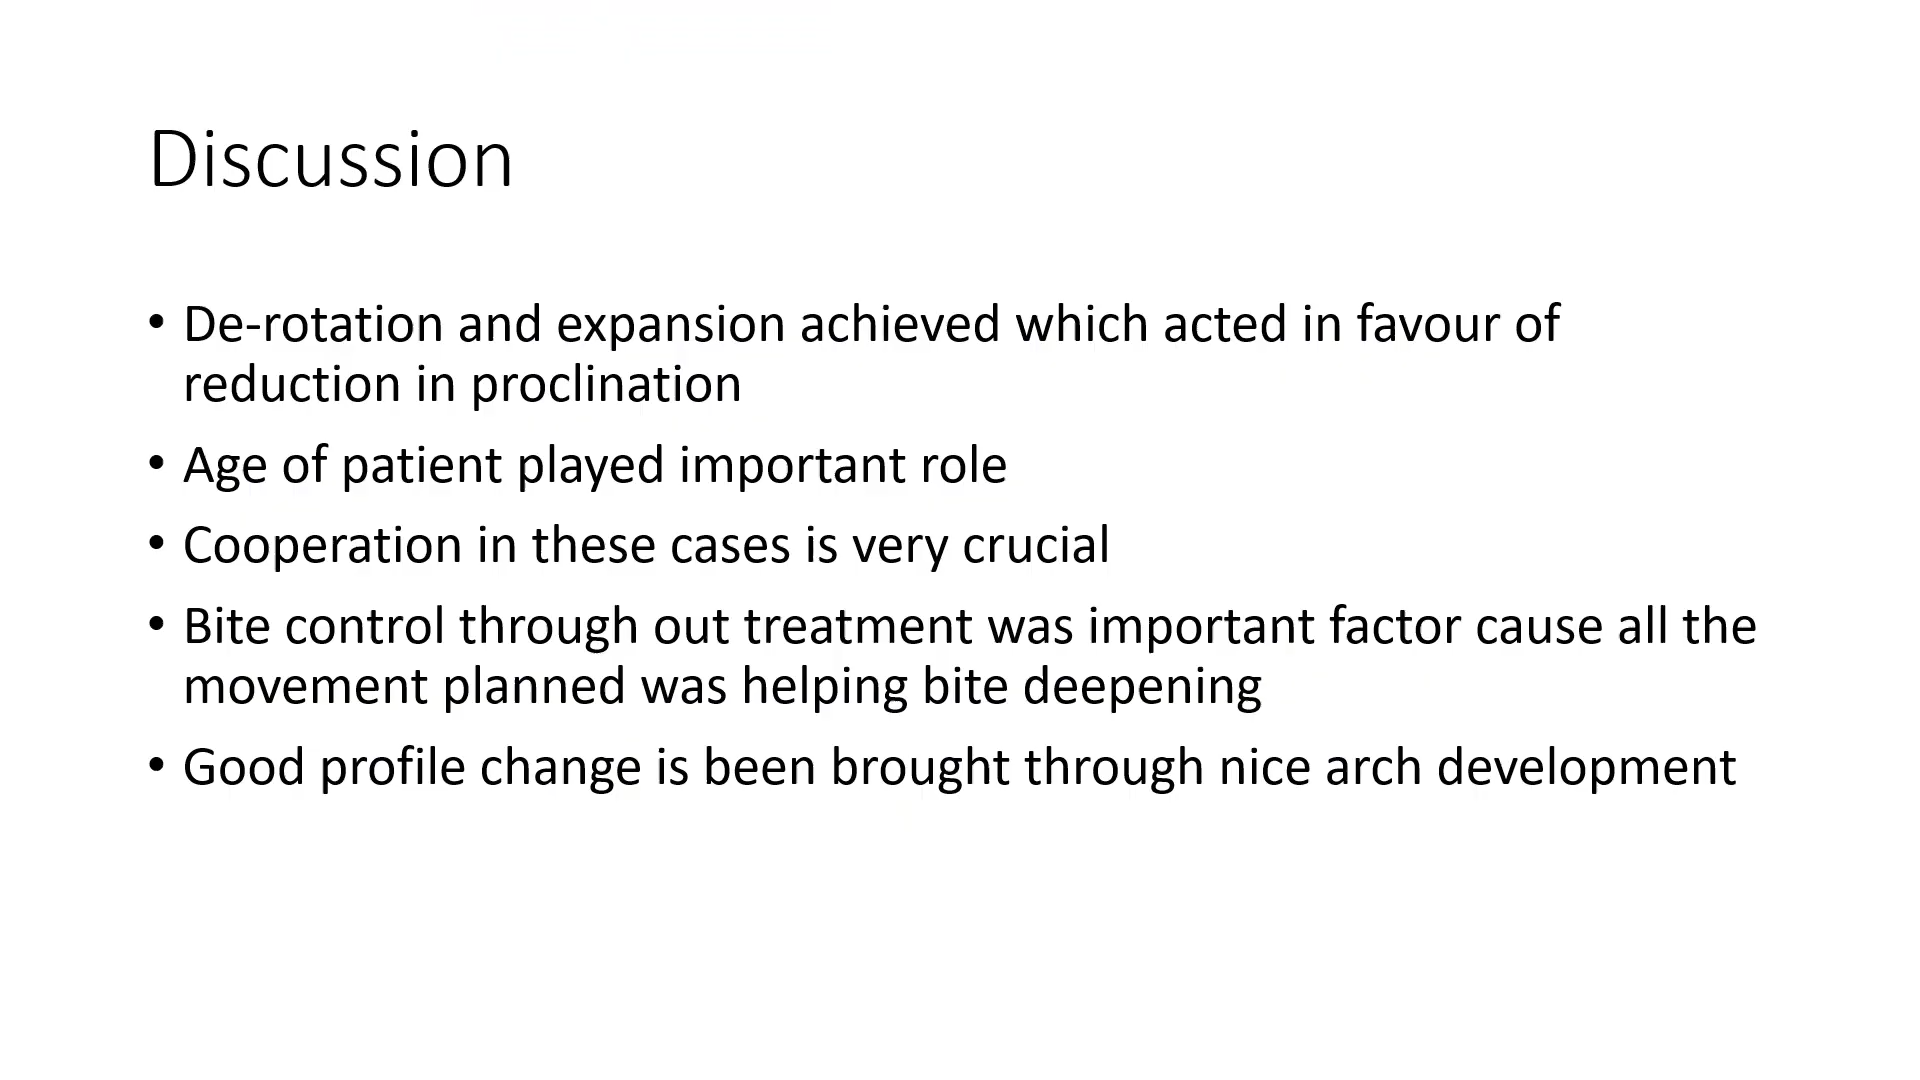 Discussion
• De-rotation and expansion achieved which acted in favour of
reduction in proclination
• Age of patient played important role
• Cooperation in these cases is very crucial
• Bite control through out treatment was important factor cause all the
movement planned was helping bite deepening
• Good profile change is been brought through nice arch development